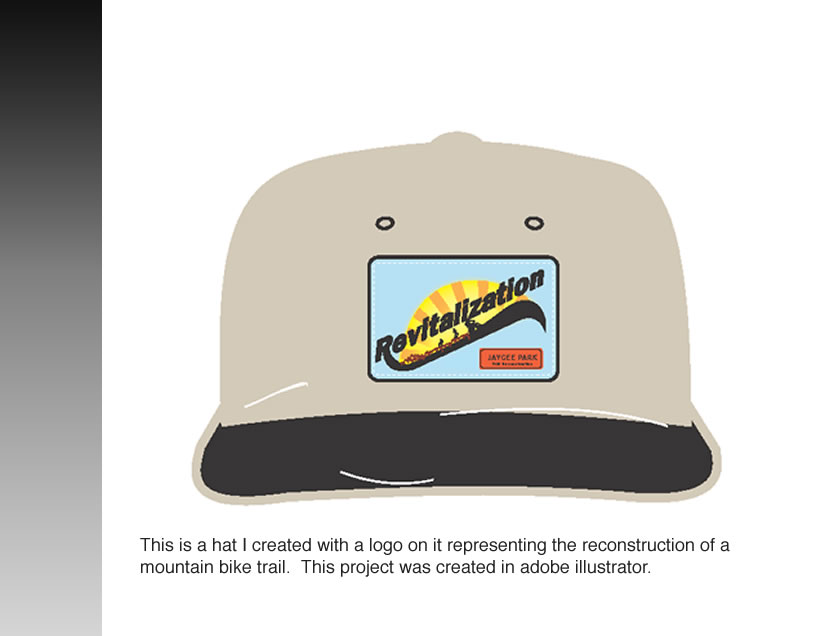 Revitalization
JAYCEE PARK
This is a hat I created with a logo on it representing the reconstruction of a
mountain bike trail.  This project was created in adobe illustrator.